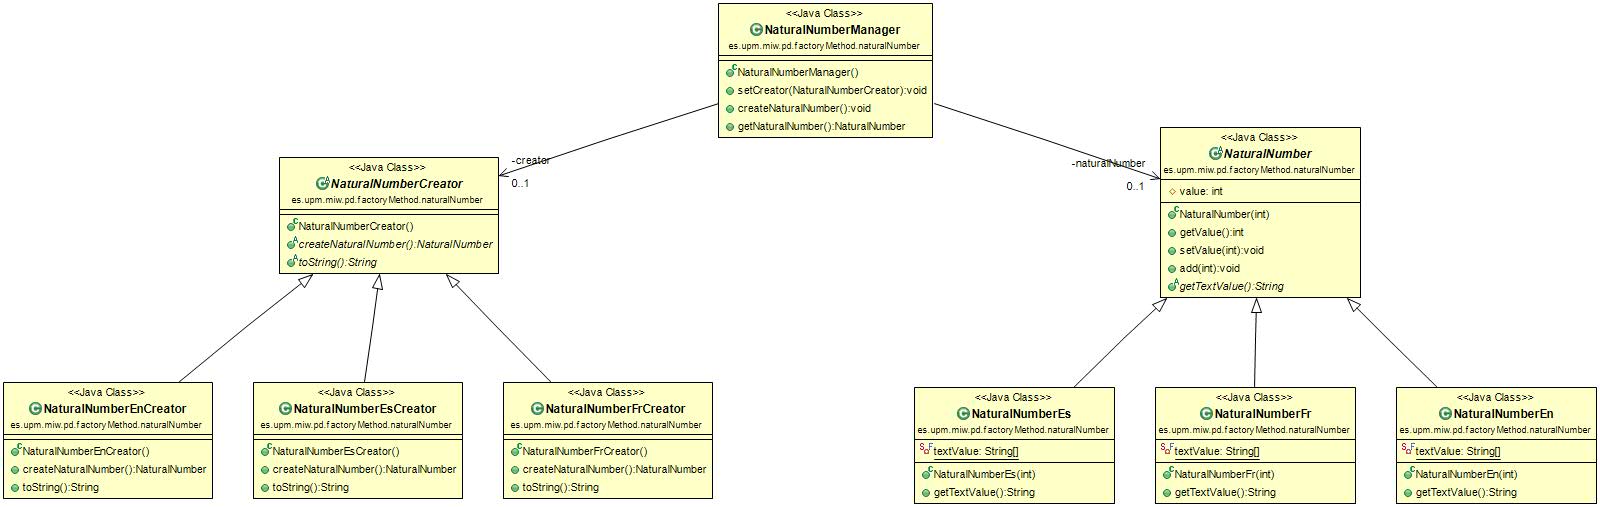 <<Java Class>>
NaturalNumberManager
es.upm.miw.pd.factoryMethod.naturalNumber
NaturalNumberManager()
setCreator(NaturalNumberCreator):void
createNaturalNumber():void
getNaturalNumber():NaturalNumber
-creator
0..1
-naturalNumber
0..1
<<Java Class>>
NaturalNumberCreator
es.upm.miw.pd.factoryMethod.naturalNumber
NaturalNumberCreator()
createNaturalNumber():NaturalNumber
toString():String
<<Java Class>>
NaturalNumber
es.upm.miw.pd.factoryMethod.naturalNumber
value: int
NaturalNumber(int)
getValue():int
setValue(int):void
add(int):void
getTextValue():String
<<Java Class>>
NaturalNumberEnCreator
es.upm.miw.pd.factoryMethod.naturalNumber
NaturalNumberEnCreator()
createNaturalNumber():NaturalNumber
toString():String
<<Java Class>>
NaturalNumberEsCreator
es.upm.miw.pd.factoryMethod.naturalNumber
NaturalNumberEsCreator()
createNaturalNumber():NaturalNumber
toString():String
<<Java Class>>
NaturalNumberFrCreator
es.upm.miw.pd.factoryMethod.naturalNumber
NaturalNumberFrCreator()
createNaturalNumber():NaturalNumber
toString():String
<<Java Class>>
NaturalNumberEs
es.upm.miw.pd.factoryMethod.naturalNumber
textValue: String[]
NaturalNumberEs(int)
getTextValue():String
<<Java Class>>
NaturalNumberFr
es.upm.miw.pd.factoryMethod.naturalNumber
textValue: String[]
NaturalNumberFr(int)
getTextValue():String
<<Java Class>>
NaturalNumberEn
es.upm.miw.pd.factoryMethod.naturalNumber
textValue: String[]
NaturalNumberEn(int)
getTextValue():String